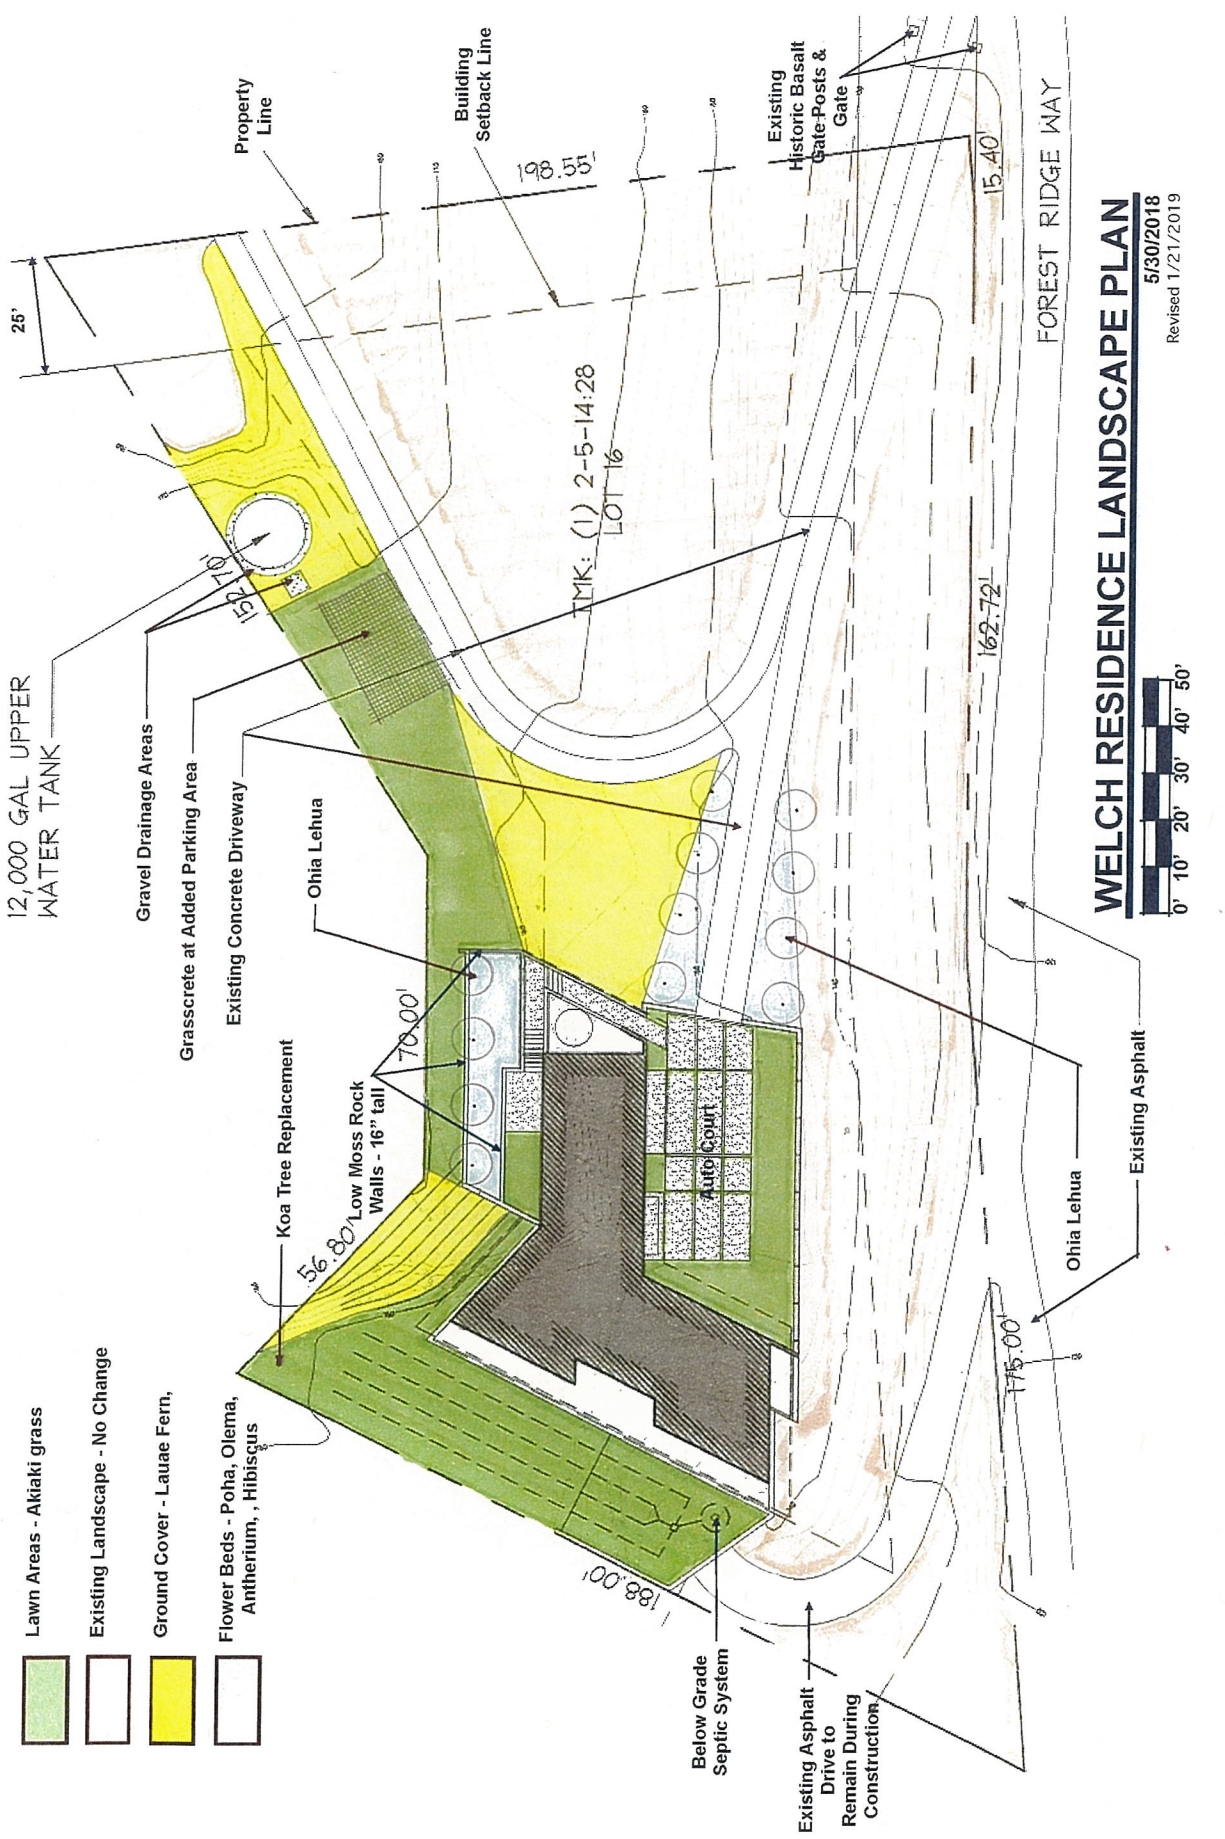 Lawn Areas - Akiaki grass
Existing Landscape - No Change
Ground Cover - Lauae Fern,
Flower Beds - Poha, Olema,
Antherium, , Hibiscus
12,000 GAL UPPER
WATER TANK
Gravel Drainage Areas
Grasscrete at Added Parking Area
Existing Concrete Driveway
Ohia Lehua
Koa Tree Replacement
Low Moss Rock
Walls - 16" tall
25'
Property
Line
Building
Setback Line
Existing
Historic Basalt
Gate Posts &
Gate
198.55'
152.70'
70.00'
56.80'
188.00'
TMK: (1) 2-5-14:28
LOT 16
Auto Court
15.40'
162.72'
175.00'
FOREST RIDGE WAY
Below Grade
Septic System
Existing Asphalt
Drive to
Remain During
Construction
Ohia Lehua
Existing Asphalt
WELCH RESIDENCE LANDSCAPE PLAN
5/30/2018
Revised 1/21/2019
0' 10' 20' 30' 40' 50'